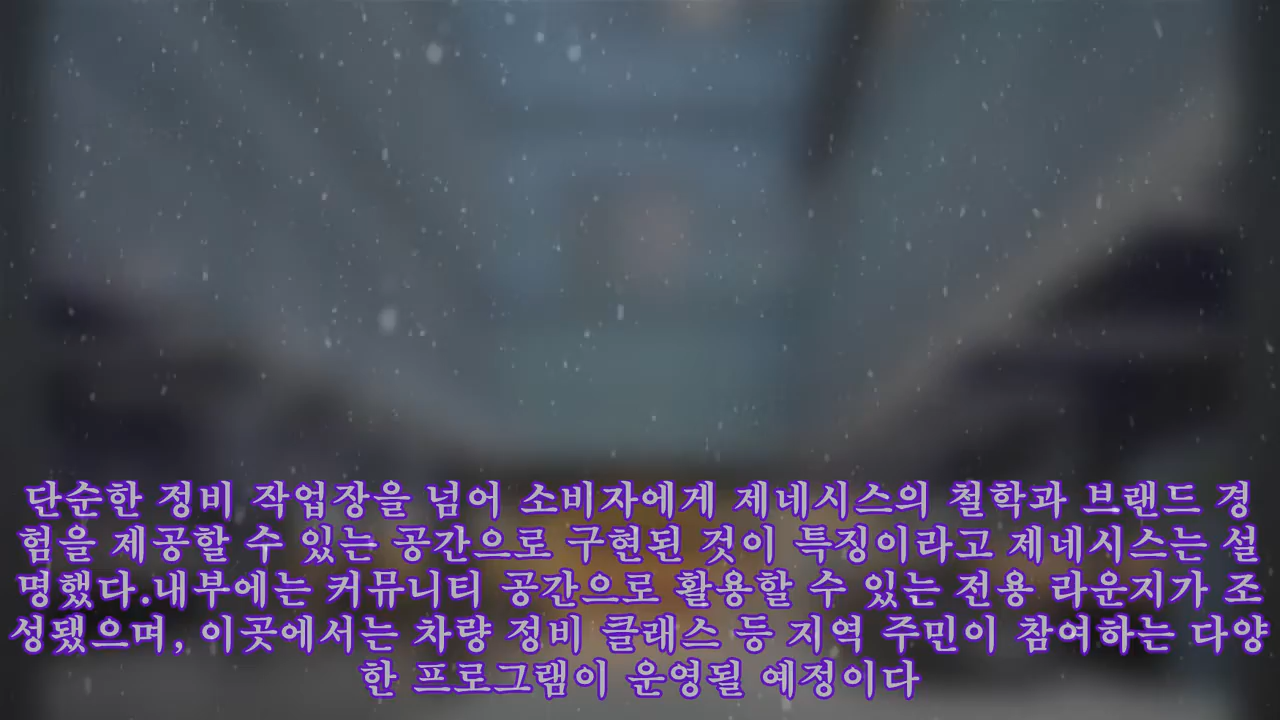 단순한 정비 작업장을 넘어 소비자에게 제네시스의 철학과 브랜드 경
험을 제공할 수 있는 공간으로 구현된 것이 특징이라고 제네시스는 설
명했다.내부에는 커뮤니티 공간으로 활용할 수 있는 전용 라운지가 조
성됐으며, 이곳에서는 차량 정비 클래스 등 지역 주민이 참여하는 다양
한 프로그램이 운영될 예정이다